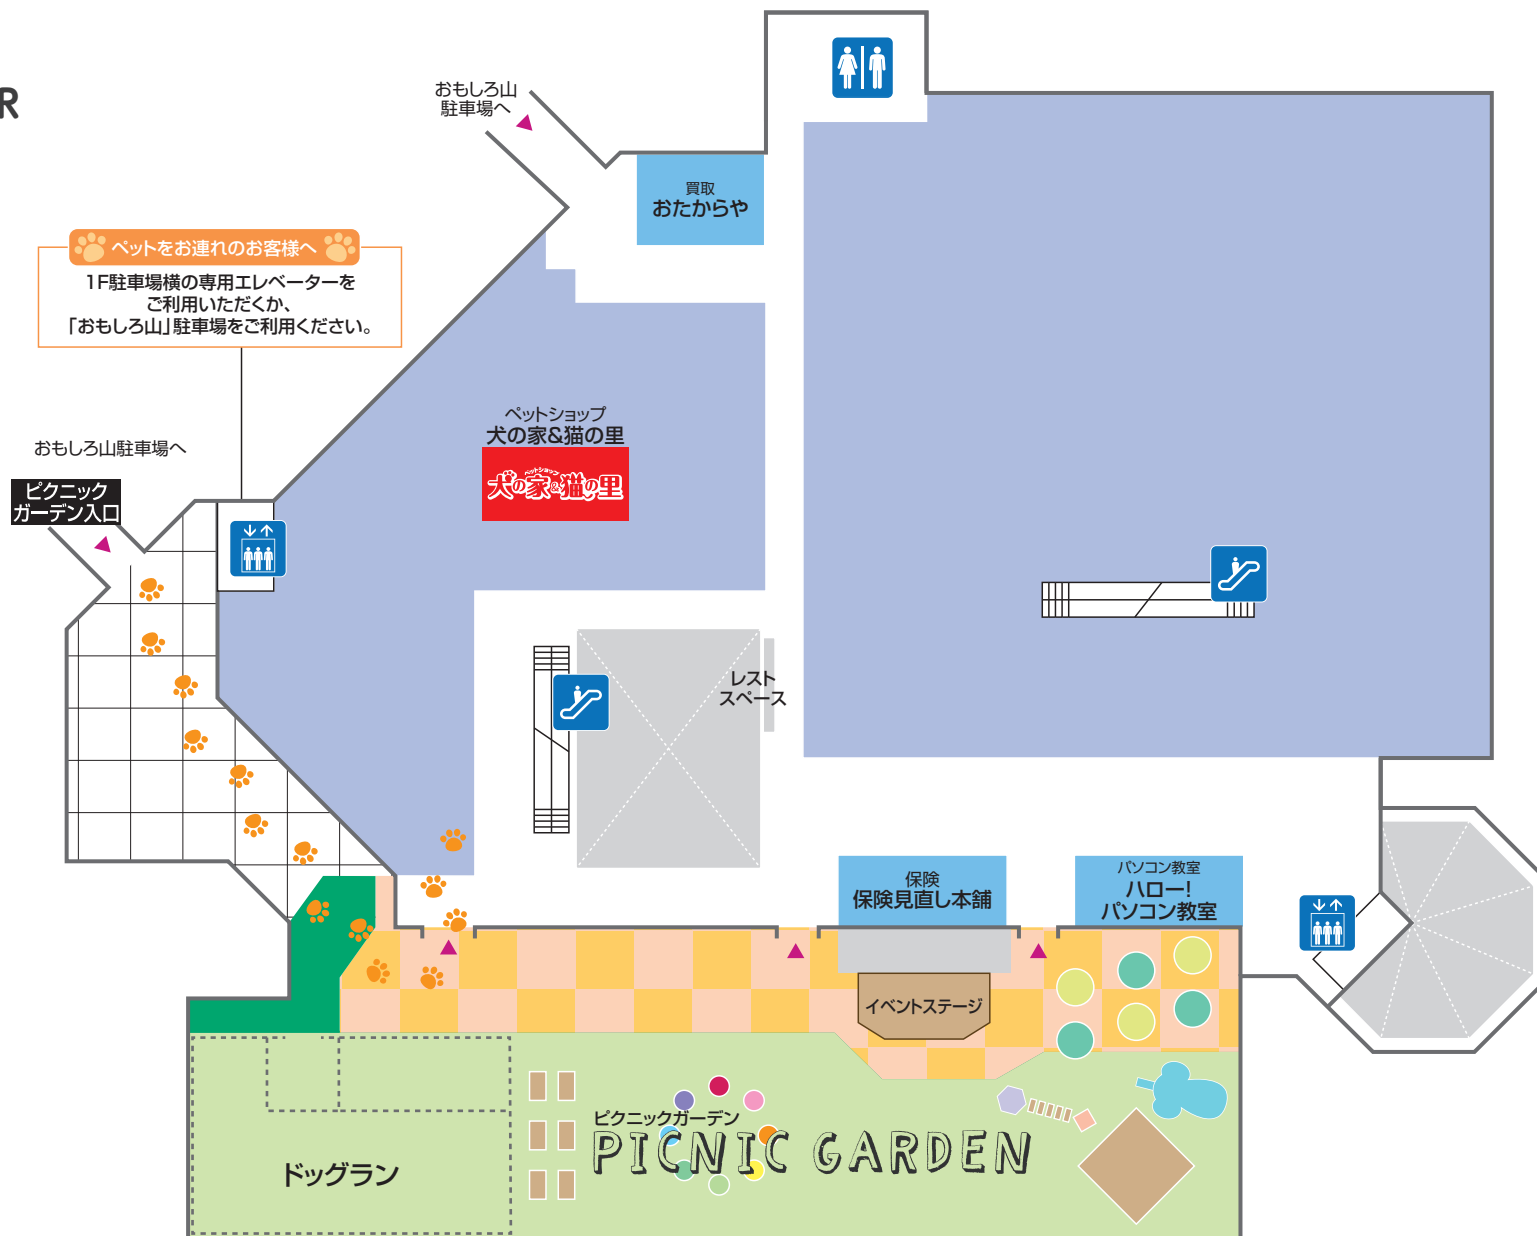 R
おもしろ山
駐車場へ
買取
おたからや
ペットをお連れのお客様へ
1F駐車場横の専用エレベーターを
ご利用いただくか、
「おもしろ山」駐車場をご利用ください。
ペットショップ
犬の家&猫の里
ペットショップ
犬の家&猫の里
おもしろ山駐車場へ
ピクニック
ガーデン入口
レスト
スペース
保険
保険見直し本舗
パソコン教室
ハロー!
パソコン教室
イベントステージ
ピクニックガーデン
PICNIC GARDEN
ドッグラン